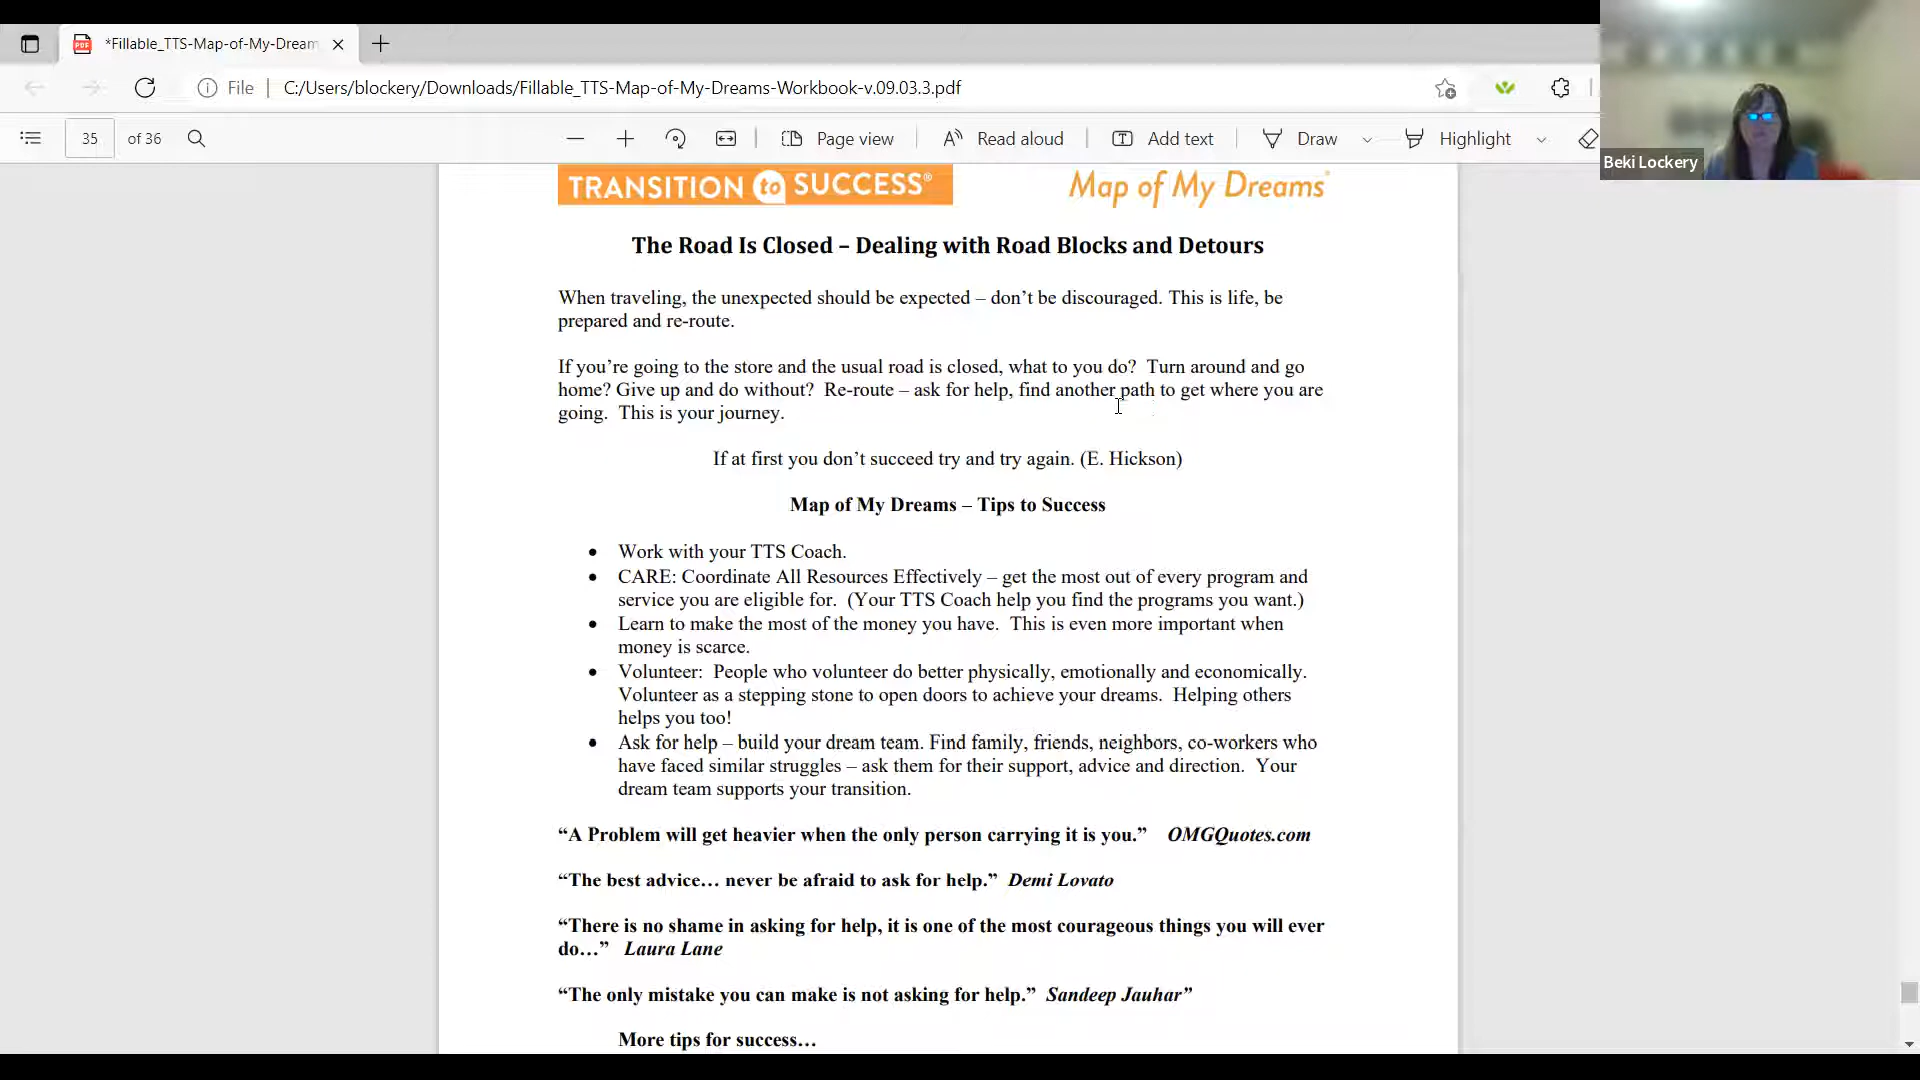 *Fillable_TTS-Map-of-My-Dream
File
C:/Users/blockery/Downloads/Fillable_TTS-Map-of-My-Dreams-Workbook-v.09.03.3.pdf
35 of 36
Page view
Read aloud
Add text
Draw
Highlight
Beki Lockery
TRANSITION to SUCCESS®
Map of My Dreams®
The Road Is Closed – Dealing with Road Blocks and Detours
When traveling, the unexpected should be expected – don’t be discouraged. This is life, be
prepared and re-route.
If you’re going to the store and the usual road is closed, what to you do?  Turn around and go
home? Give up and do without?  Re-route – ask for help, find another path to get where you are
going.  This is your journey.
If at first you don’t succeed try and try again. (E. Hickson)
Map of My Dreams – Tips to Success
• Work with your TTS Coach.
• CARE: Coordinate All Resources Effectively – get the most out of every program and
service you are eligible for.  (Your TTS Coach help you find the programs you want.)
• Learn to make the most of the money you have.  This is even more important when
money is scarce.
• Volunteer:  People who volunteer do better physically, emotionally and economically.
Volunteer as a stepping stone to open doors to achieve your dreams.  Helping others
helps you too!
• Ask for help – build your dream team. Find family, friends, neighbors, co-workers who
have faced similar struggles – ask them for their support, advice and direction.  Your
dream team supports your transition.
“A Problem will get heavier when the only person carrying it is you.”   OMGQuotes.com
“The best advice… never be afraid to ask for help.”  Demi Lovato
“There is no shame in asking for help, it is one of the most courageous things you will ever
do…”   Laura Lane
“The only mistake you can make is not asking for help.”  Sandeep Jauhar”
More tips for success…